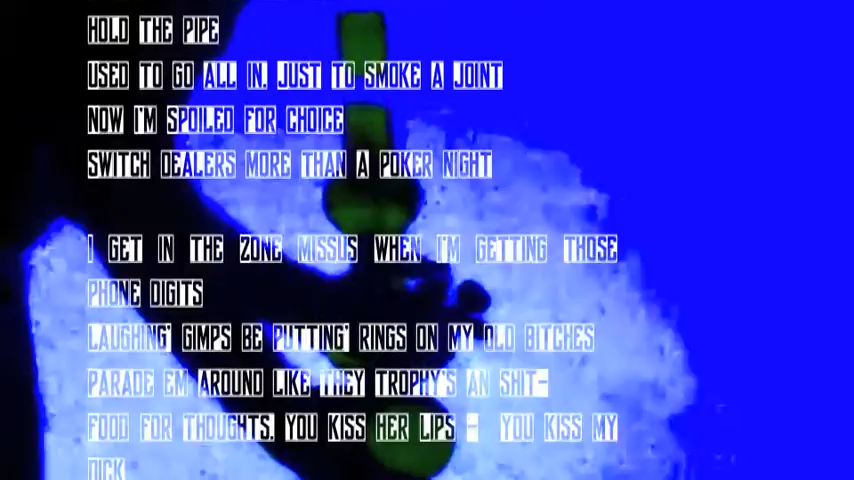 HOLD THE PIPE
USED TO GO ALL IN, JUST TO SMOKE A JOINT
NOW I'M SPOILED FOR CHOICE
SWITCH DEALERS MORE THAN A POKER NIGHT
I GET IN THE ZONE MISSUS WHEN I'M GETTING THOSE
PHONE DIGITS
LAUGHING' GIMPS BE PUTTING' RINGS ON MY OLD BITCHES
PARADE EM AROUND LIKE THEY TROPHY'S AN SHIT-
FOOD FOR THOUGHTS, YOU KISS HER LIPS - YOU KISS MY
DICK